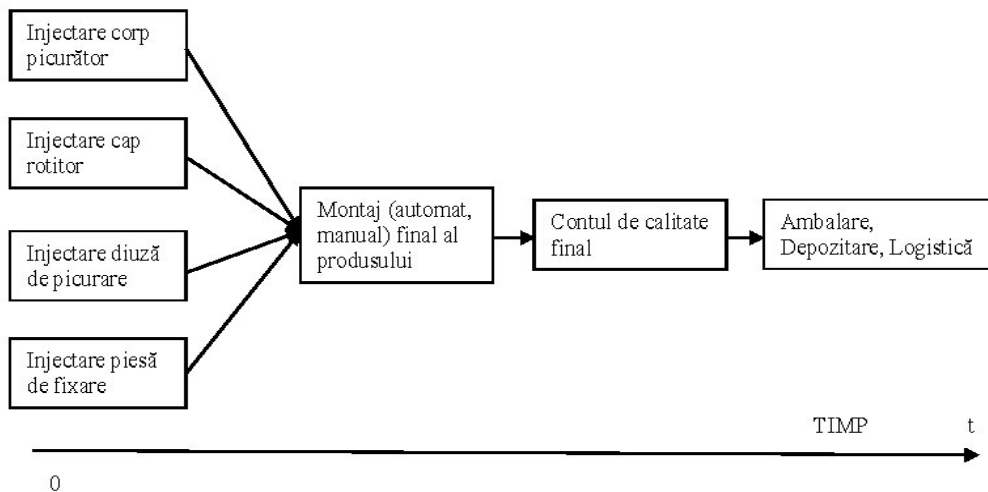 Injectare corp
picurător
Injectare cap
rotitor
Injectare diuză
de picurare
Injectare piesă
de fixare
Montaj (automat,
manual) final al
produsului
Contul de calitate
final
Ambalare,
Depozitare, Logistică
TIMP
t
0